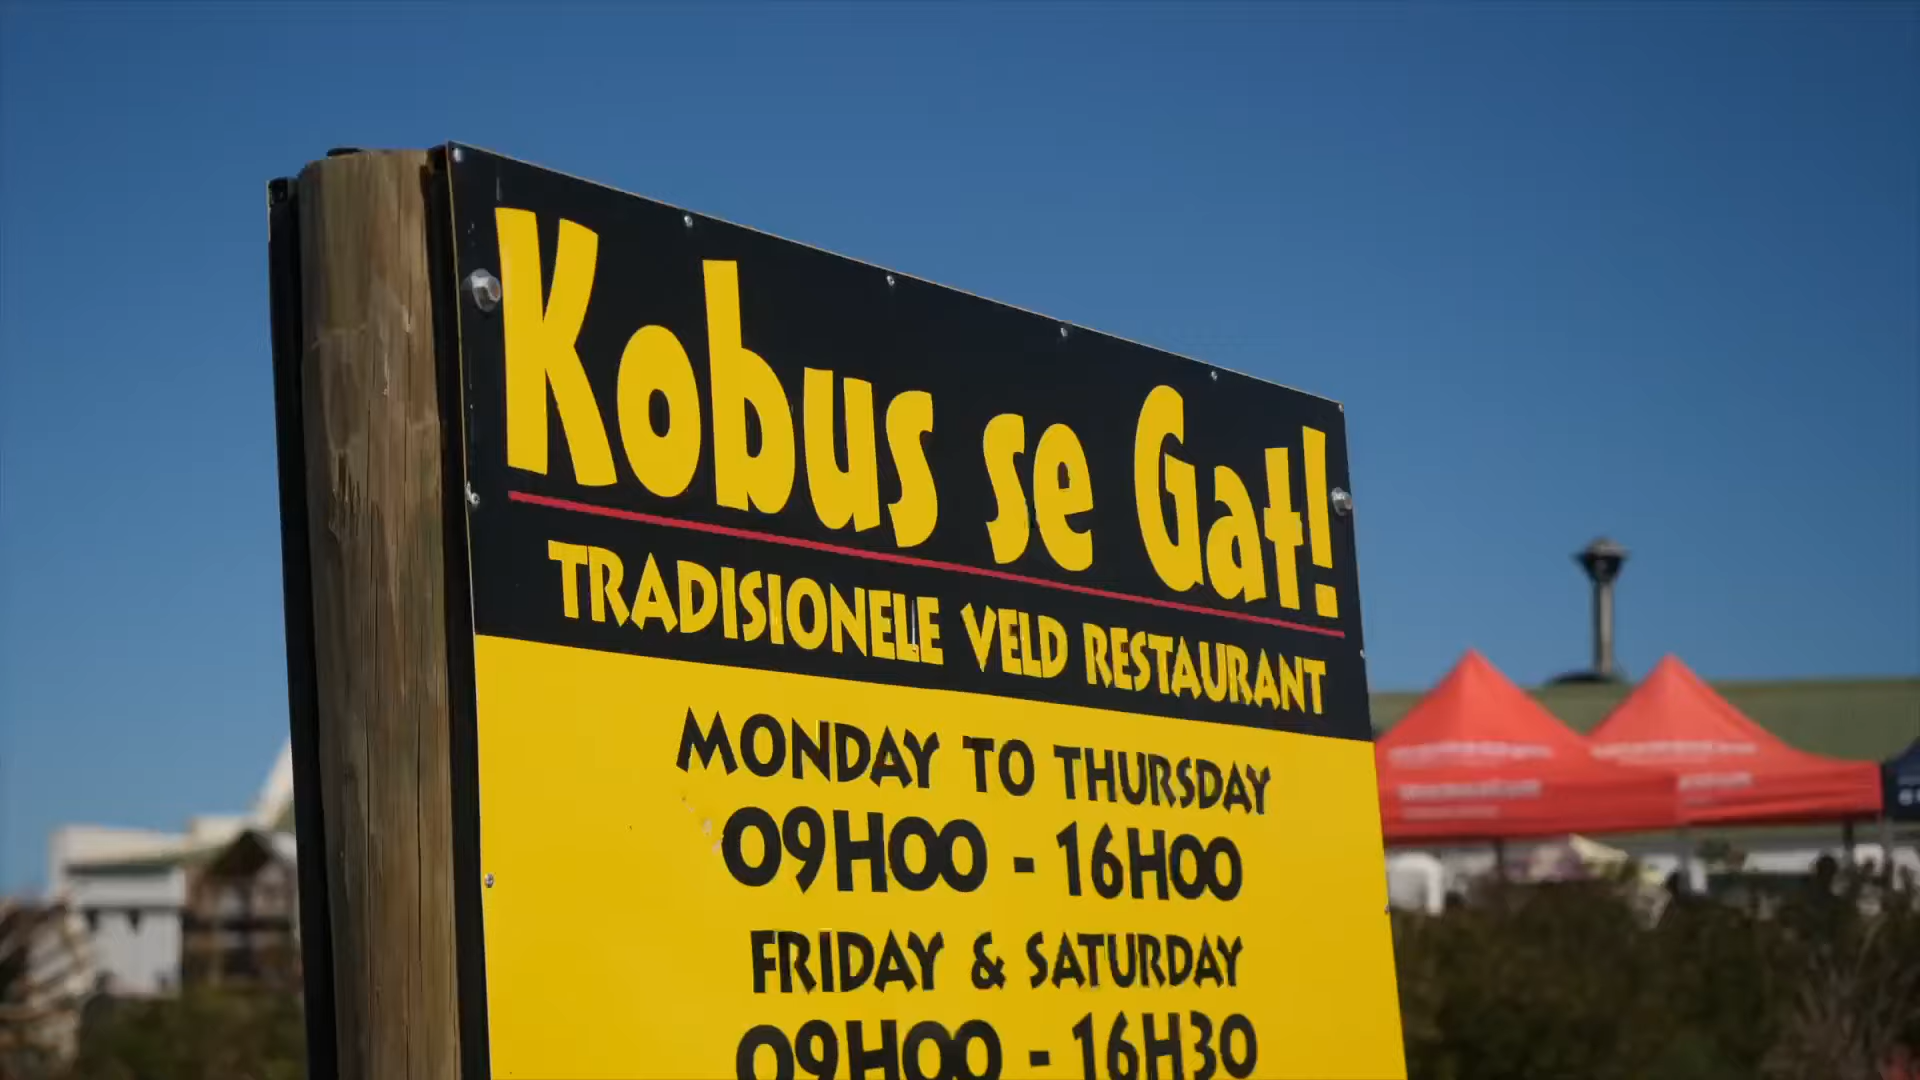 Kobus se Gat!
TRADISIONELE VELD RESTAURANT
MONDAY TO THURSDAY
09H00 - 16H00
FRIDAY & SATURDAY
09H00 - 16H30